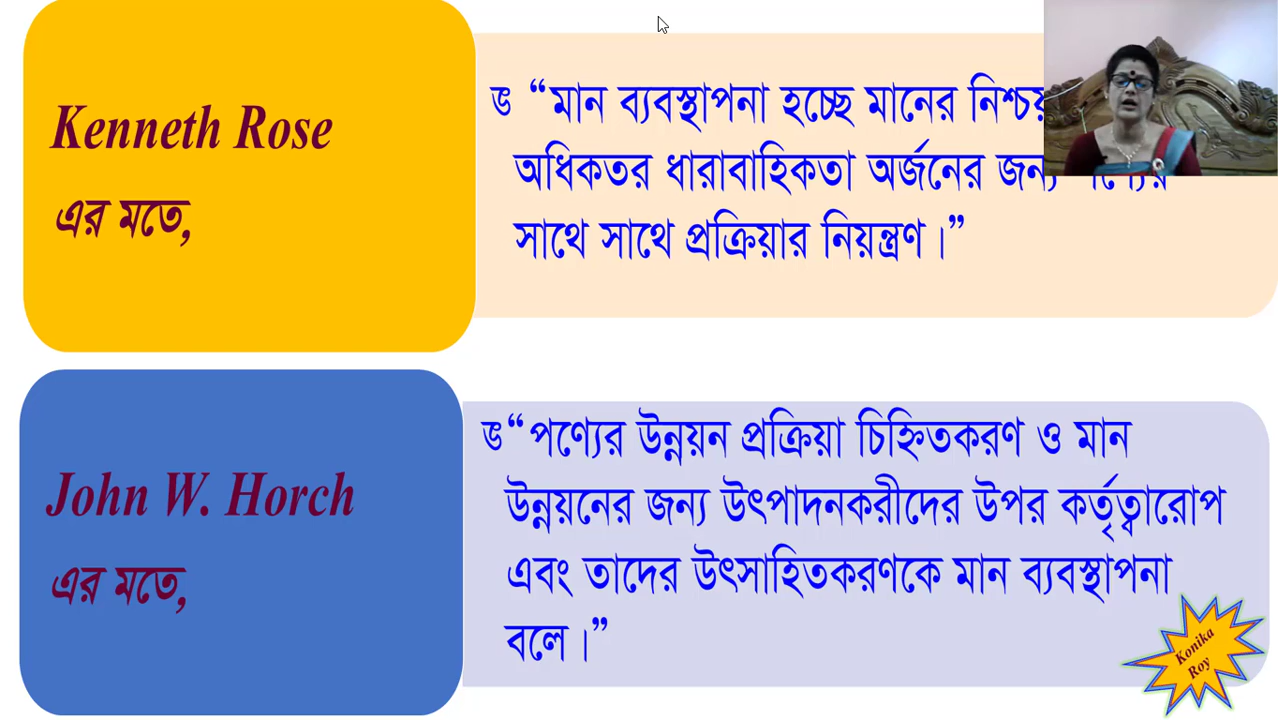 Kenneth Rose
এর মতে,
“মান ব্যবস্থাপনা হচ্ছে মানের
অধিকতর ধারাবাহিকতা অর্জনের জন্য
সাথে সাথে প্রক্রিয়ার নিয়ন্ত্রণ।”
John W. Horch
এর মতে,
“পণ্যের উন্নয়ন প্রক্রিয়া চিহ্নিতকরণ ও মান
উন্নয়নের জন্য উৎপাদনকরীদের উপর কর্তৃত্বারোপ
এবং তাদের উৎসাহিতকরণকে মান ব্যবস্থাপনা
বলে।”
Konika
Roy